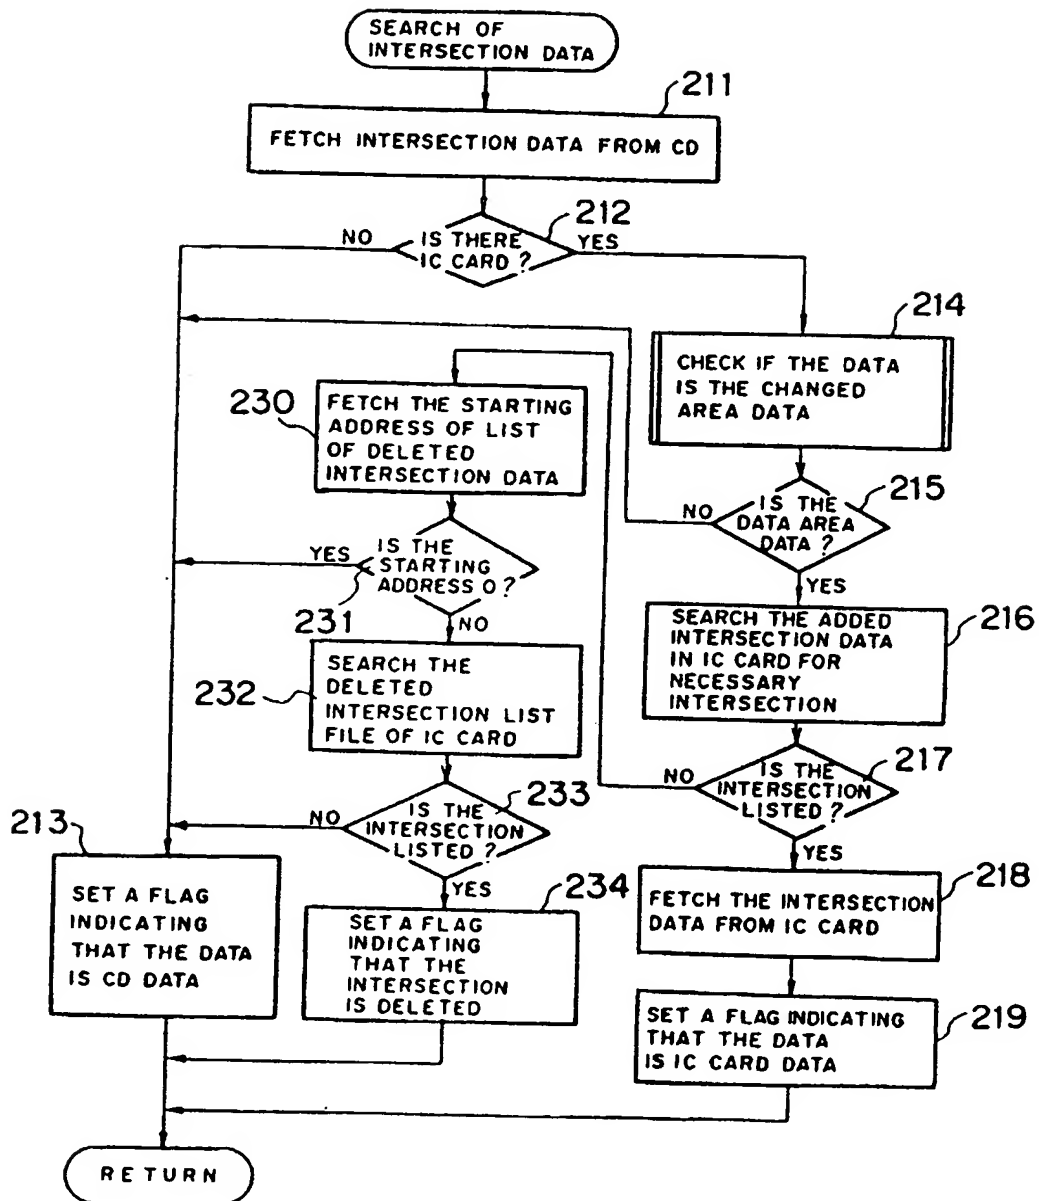 SEARCH OF
INTERSECTION DATA
211
FETCH INTERSECTION DATA FROM CD
212
NO
IS THERE
IC CARD ?
YES
214
CHECK IF THE DATA
IS THE CHANGED
AREA DATA
230
FETCH THE STARTING
ADDRESS OF LIST
OF DELETED
INTERSECTION DATA
215
NO
IS THE
DATA AREA
DATA ?
YES
YES
IS THE
STARTING
ADDRESS 0 ?
231
NO
216
SEARCH THE ADDED
INTERSECTION DATA
IN IC CARD FOR
NECESSARY
INTERSECTION
232
SEARCH THE
DELETED
INTERSECTION LIST
FILE OF IC CARD
217
NO
IS THE
INTERSECTION
LISTED ?
YES
233
NO
IS THE
INTERSECTION
LISTED ?
YES
213
SET A FLAG
INDICATING
THAT THE DATA
IS CD DATA
234
SET A FLAG
INDICATING
THAT THE
INTERSECTION
IS DELETED
218
FETCH THE INTERSECTION
DATA FROM IC CARD
219
SET A FLAG INDICATING
THAT THE DATA
IS IC CARD DATA
RETURN